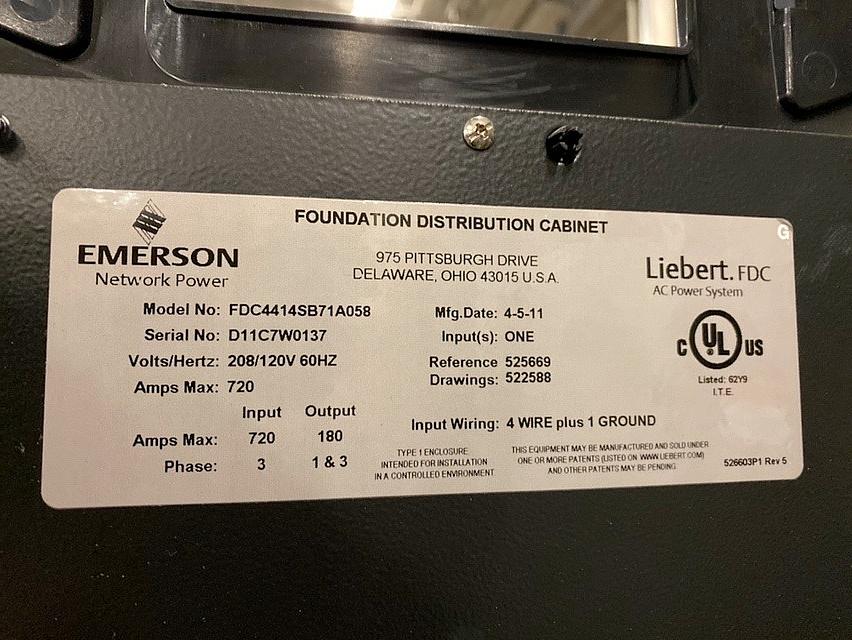 FOUNDATION DISTRIBUTION CABINET
G
EMERSON
Network Power
975 PITTSBURGH DRIVE
DELAWARE, OHIO 43015 U.S.A.
Liebert. FDC
AC Power System
Model No: FDC4414SB71A058
Serial No: D11C7W0137
Volts/Hertz: 208/120V 60HZ
Amps Max: 720
Mfg.Date: 4-5-11
Input(s): ONE
Reference 525669
Drawings: 522588
C UL US
Listed: 62Y9
I.T.E.
Input Output
Amps Max: 720 180
Phase: 3 1 & 3
Input Wiring: 4 WIRE plus 1 GROUND
TYPE 1 ENCLOSURE
INTENDED FOR INSTALLATION
IN A CONTROLLED ENVIRONMENT
THIS EQUIPMENT MAY BE MANUFACTURED AND SOLD UNDER
ONE OR MORE PATENTS (LISTED ON WWW.LIEBERT.COM)
AND OTHER PATENTS MAY BE PENDING.
526603P1 Rev 5